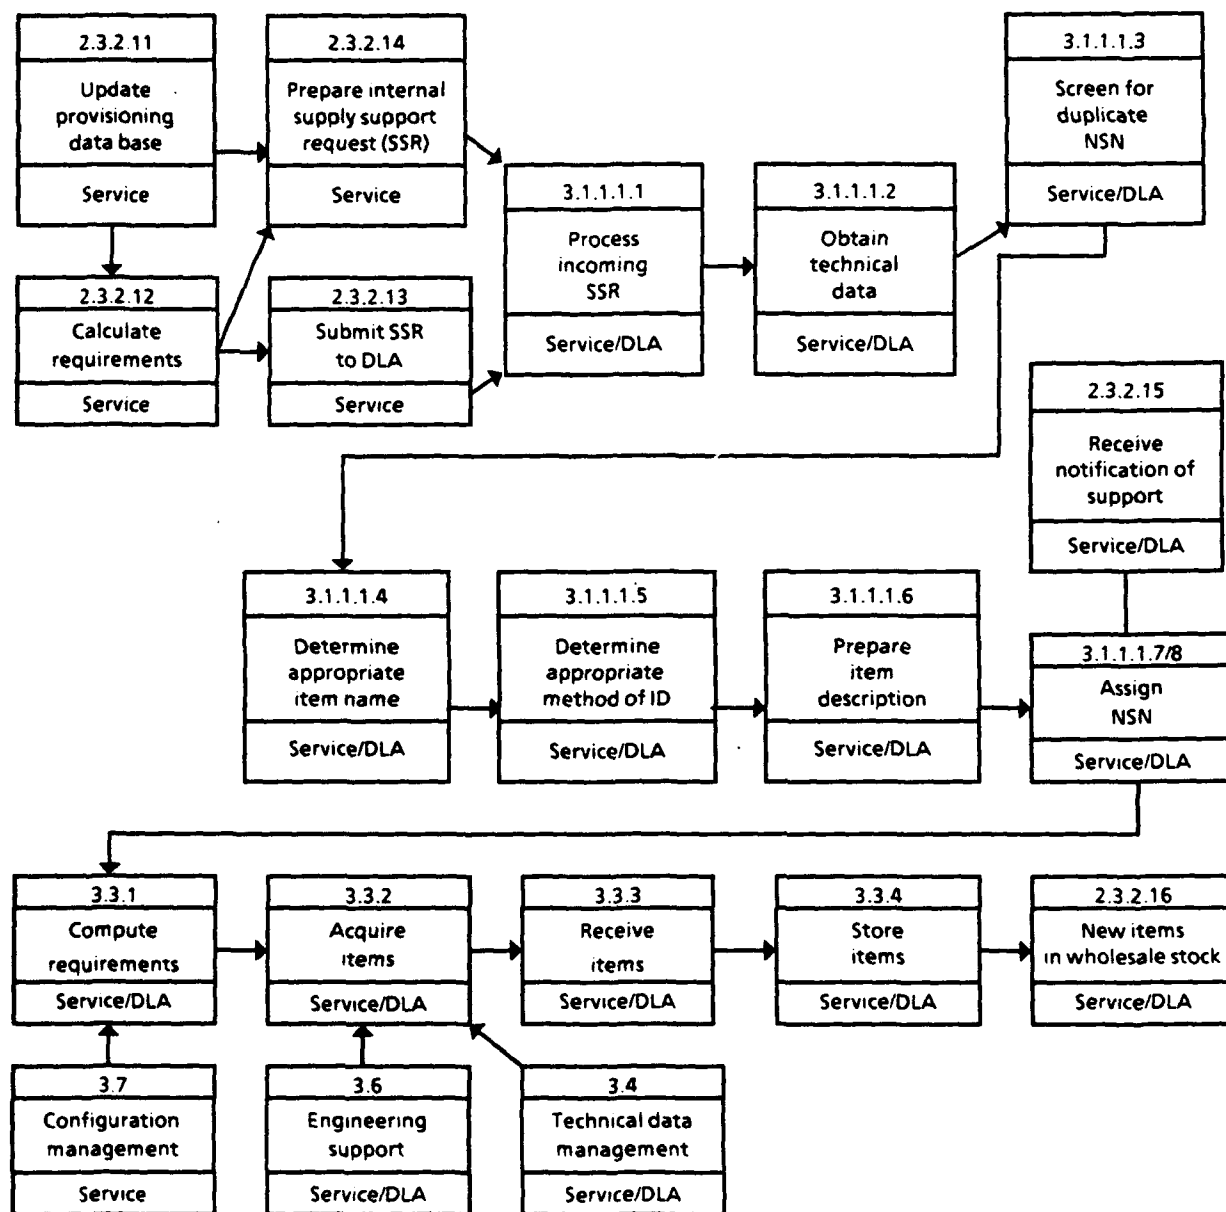 2.3.2.11
Update
provisioning
data base
Service
2.3.2.14
Prepare internal
supply support
request (SSR)
Service
3.1.1.1.3
Screen for
duplicate
NSN
Service/DLA
3.1.1.1.1
Process
incoming
SSR
Service/DLA
3.1.1.1.2
Obtain
technical
data
Service/DLA
2.3.2.12
Calculate
requirements
Service
2.3.2.13
Submit SSR
to DLA
Service
2.3.2.15
Receive
notification of
support
Service/DLA
3.1.1.1.4
Determine
appropriate
item name
Service/DLA
3.1.1.1.5
Determine
appropriate
method of ID
Service/DLA
3.1.1.1.6
Prepare
item
description
Service/DLA
3.1.1.1.7/8
Assign
NSN
Service/DLA
3.3.1
Compute
requirements
Service/DLA
3.3.2
Acquire
items
Service/DLA
3.3.3
Receive
items
Service/DLA
3.3.4
Store
items
Service/DLA
2.3.2.16
New items
in wholesale stock
Service/DLA
3.7
Configuration
management
Service
3.6
Engineering
support
Service/DLA
3.4
Technical data
management
Service/DLA